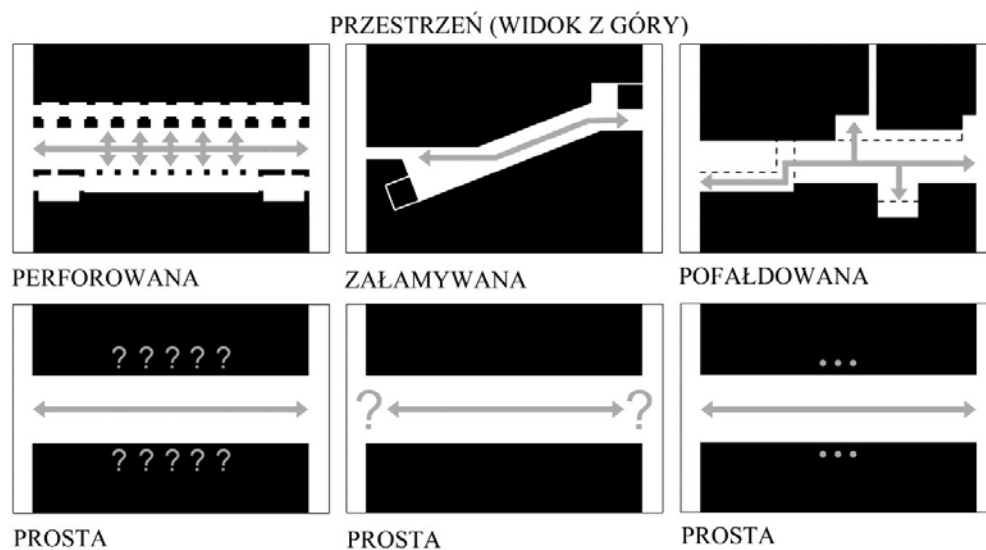 PRZESTRZEŃ (WIDOK Z GÓRY)
PERFOROWANA ZAŁAMYWANA POFAŁDOWANA
? ? ? ? ?
? ?
? ? ? ? ?
PROSTA PROSTA PROSTA